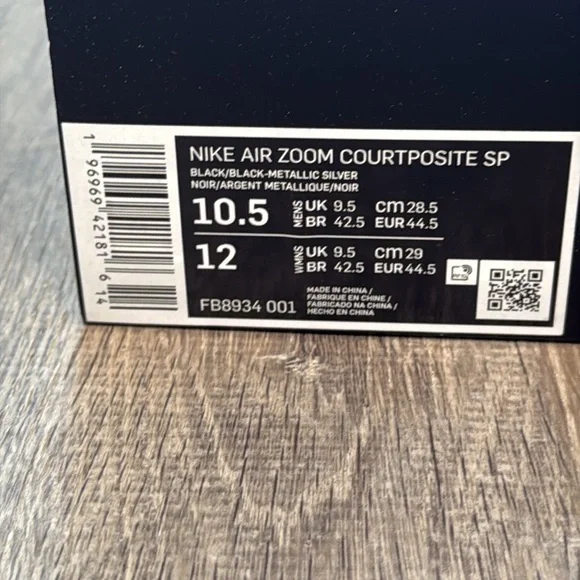 NIKE AIR ZOOM COURTPOSITE SP
BLACK/BLACK-METALLIC SILVER
NOIR/ARGENT METALLIQUE/NOIR
10.5 MENS UK 9.5 cm 28.5
BR 42.5 EUR 44.5
12 WMNS UK 9.5 cm 29
BR 42.5 EUR 44.5
FB8934 001
MADE IN CHINA /
FABRIQUE EN CHINE /
FABRICADO NA CHINA /
HECHO EN CHINA
1 96969 42181 6 14